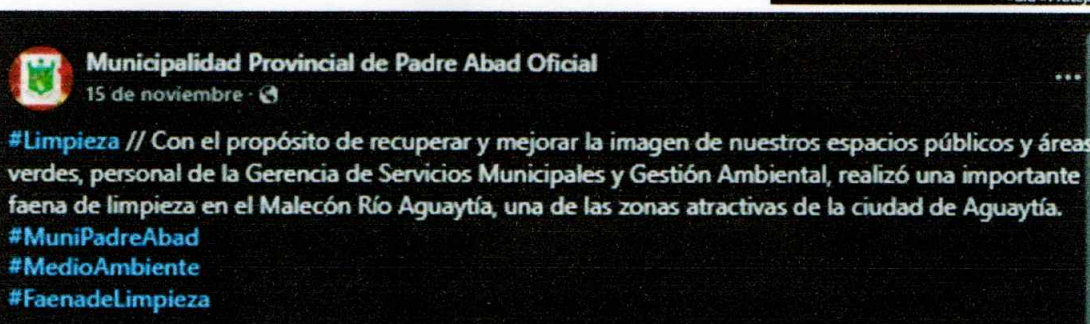 Municipalidad Provincial de Padre Abad Oficial
15 de noviembre ·
#Limpieza // Con el propósito de recuperar y mejorar la imagen de nuestros espacios públicos y áreas
verdes, personal de la Gerencia de Servicios Municipales y Gestión Ambiental, realizó una importante
faena de limpieza en el Malecón Río Aguaytía, una de las zonas atractivas de la ciudad de Aguaytía.
#MuniPadreAbad
#MedioAmbiente
#FaenadeLimpieza